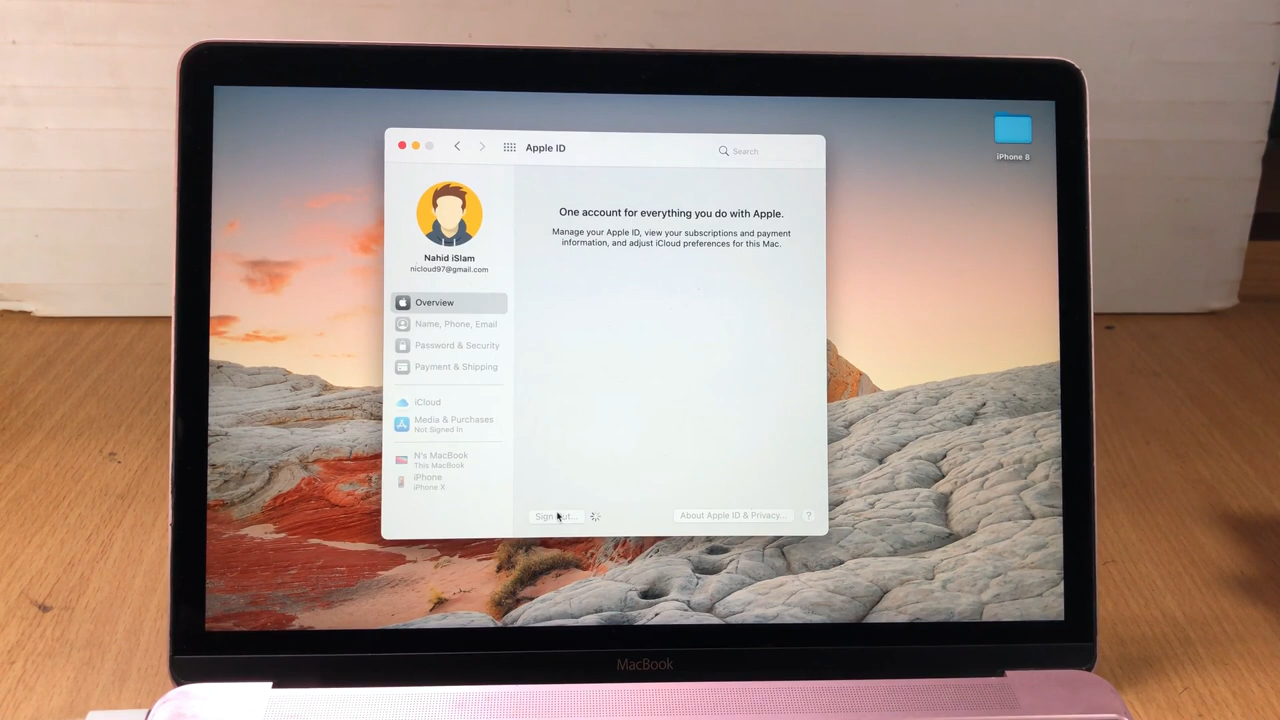 Apple ID
Search
iPhone 8
One account for everything you do with Apple.
Manage your Apple ID, view your subscriptions and payment
information, and adjust iCloud preferences for this Mac.
Nahid iSlam
nicloud97@gmail.com
Overview
Name, Phone, Email
Password & Security
Payment & Shipping
iCloud
Media & Purchases
Not Signed In
N's MacBook
This MacBook
iPhone
iPhone X
Sign Out...
About Apple ID & Privacy...
?
MacBook